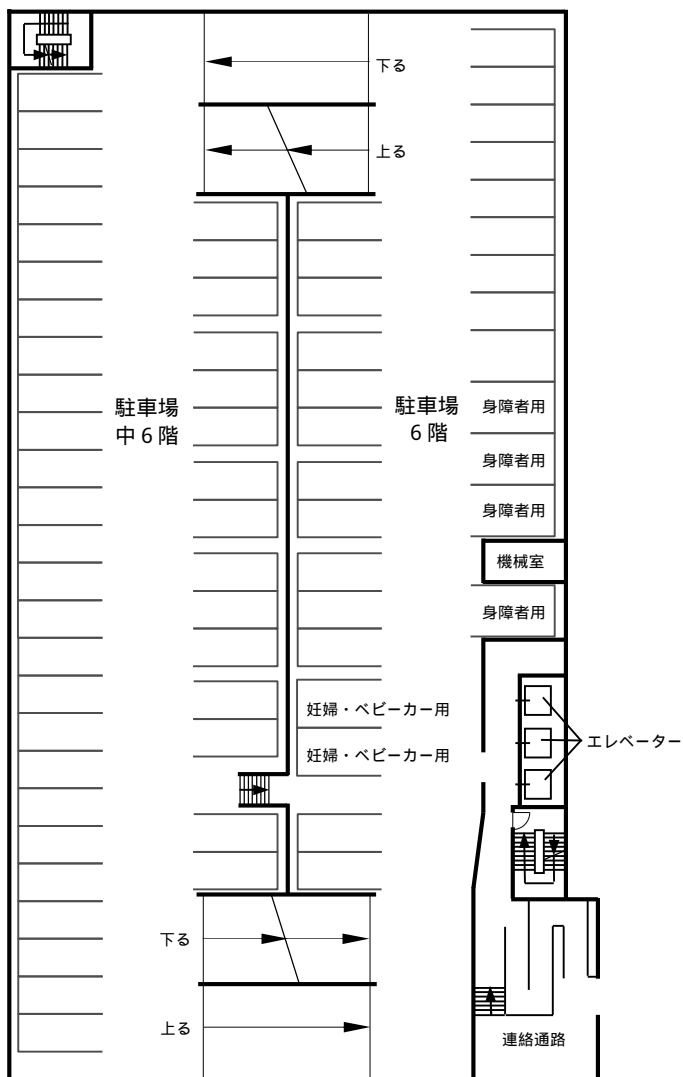 下る
上る
駐車場
中6階
駐車場
6階
身障者用
身障者用
身障者用
機械室
身障者用
妊婦・ベビーカー用
妊婦・ベビーカー用
エレベーター
下る
上る
連絡通路